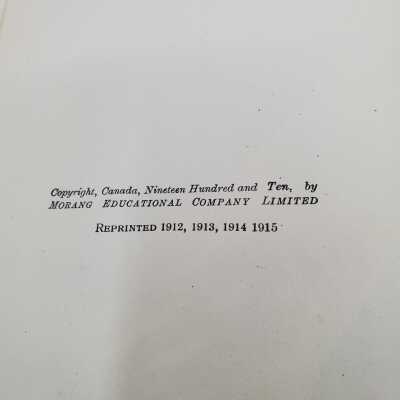 Copyright, Canada, Nineteen Hundred and Ten, by
MORANG EDUCATIONAL COMPANY LIMITED
REPRINTED 1912, 1913, 1914 1915